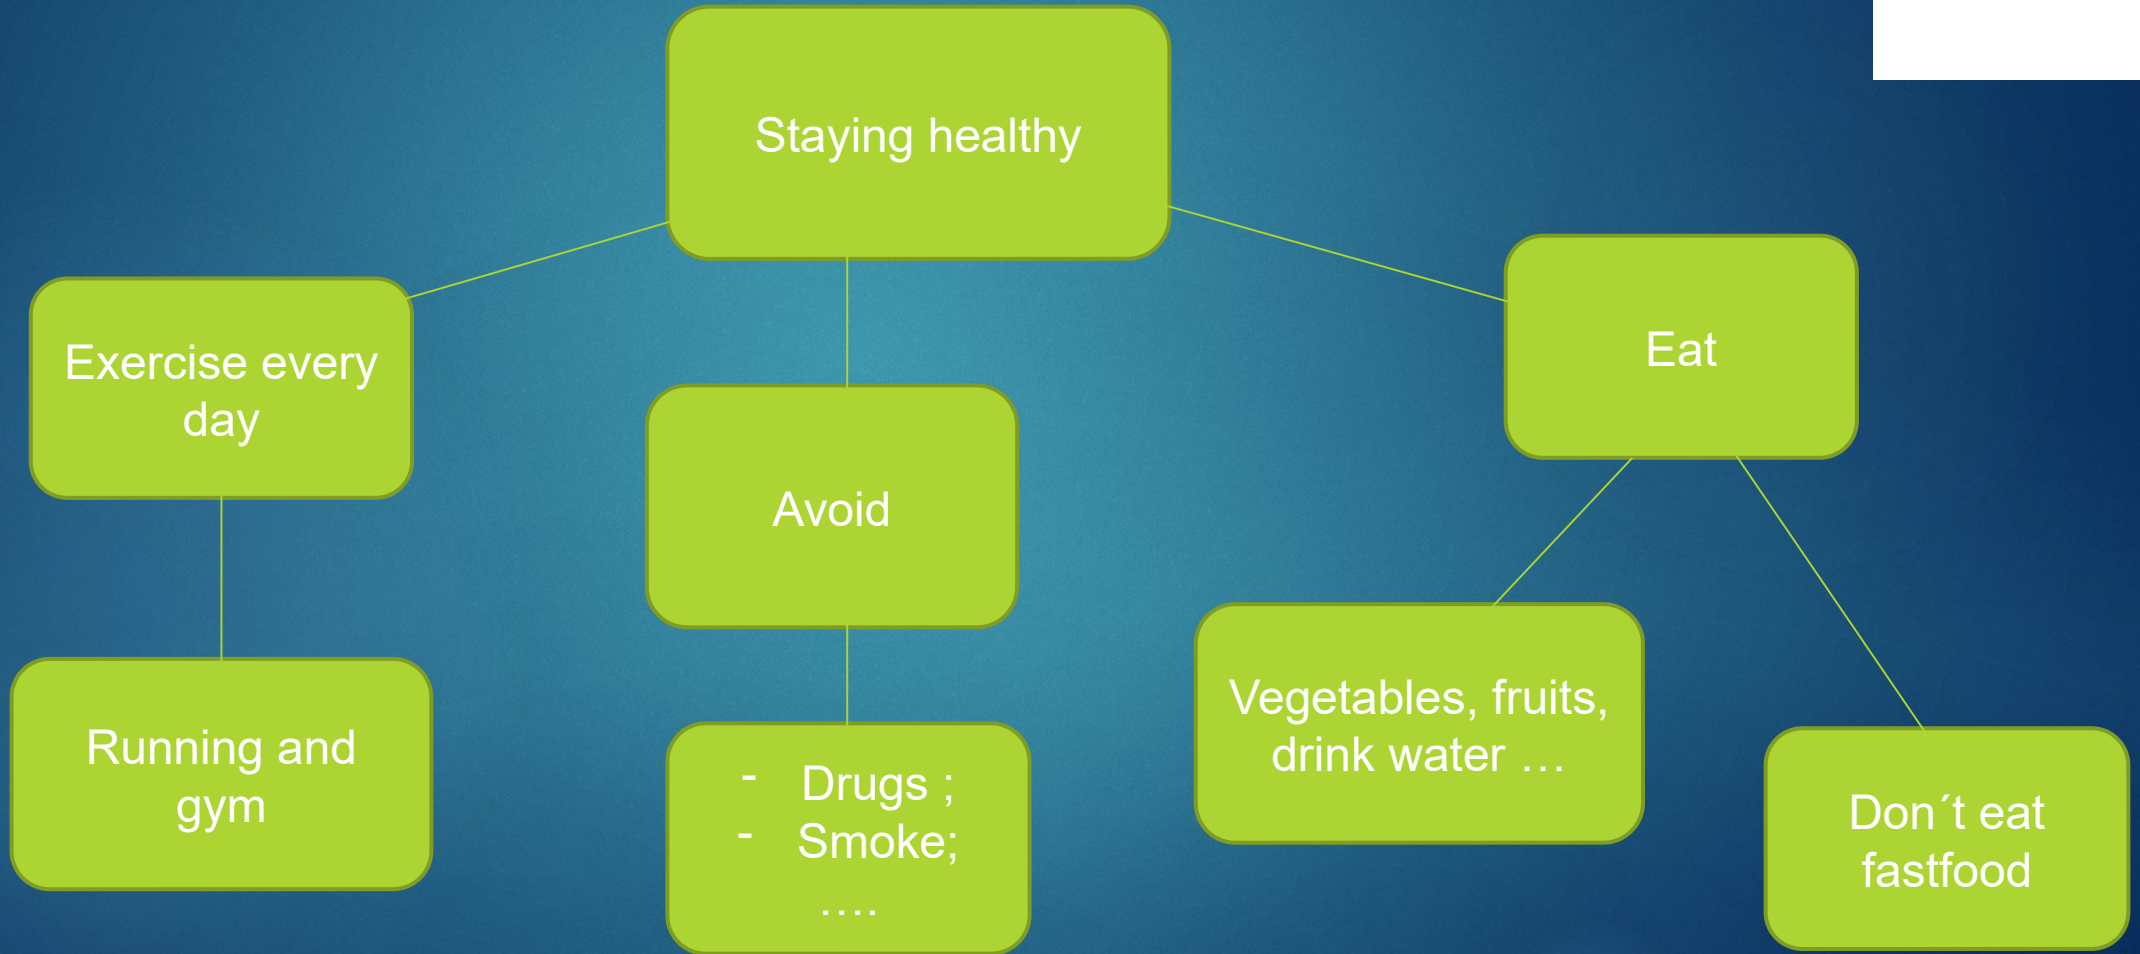 Staying healthy
Exercise every
day
Avoid
Eat
Running and
gym
- Drugs ;
- Smoke;
....
Vegetables, fruits,
drink water …
Don´t eat
fastfood